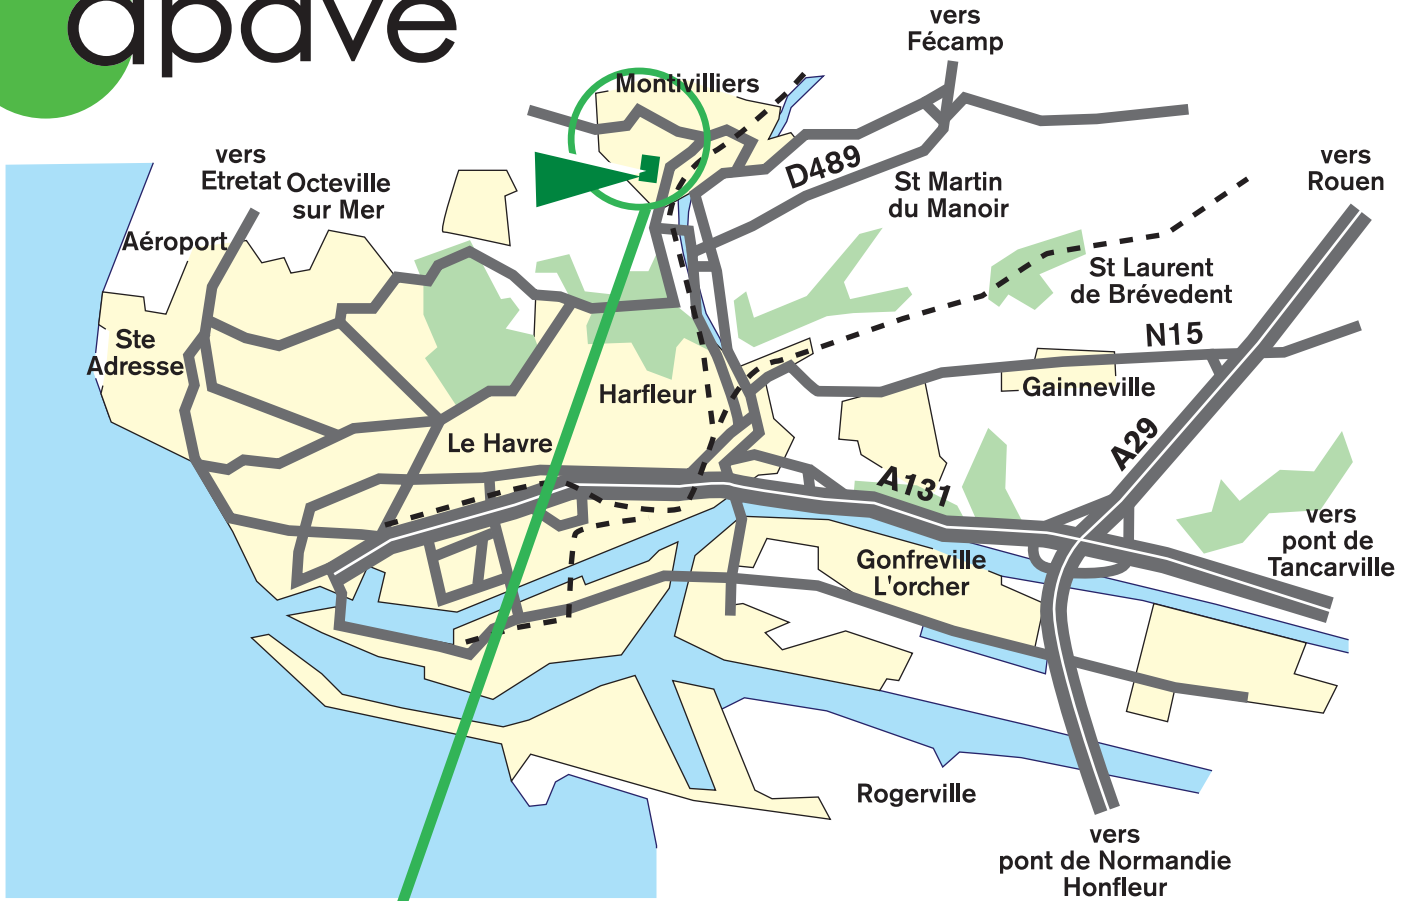 apave
vers
Fécamp
Montivilliers
vers
Etretat
Octeville
sur Mer
D489
St Martin
du Manoir
vers
Rouen
Aéroport
St Laurent
de Brévedent
Ste
Adresse
N15
Harfleur
Gainneville
Le Havre
A29
A131
vers
pont de
Tancarville
Gonfreville
L'orcher
Rogerville
vers
pont de Normandie
Honfleur